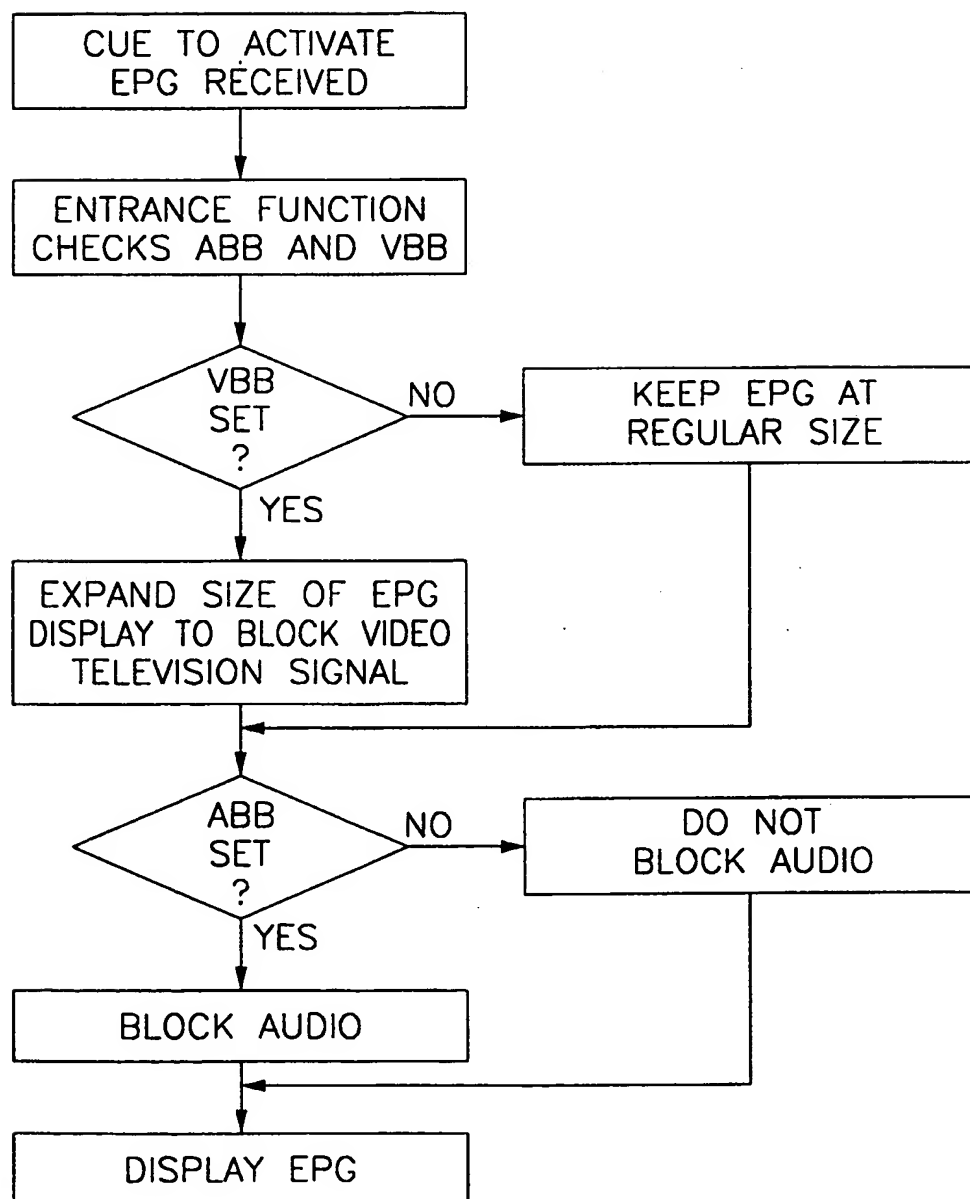 CUE TO ACTIVATE
EPG RECEIVED
ENTRANCE FUNCTION
CHECKS ABB AND VBB
VBB
SET
?
NO
KEEP EPG AT
REGULAR SIZE
YES
EXPAND SIZE OF EPG
DISPLAY TO BLOCK VIDEO
TELEVISION SIGNAL
ABB
SET
?
NO
DO NOT
BLOCK AUDIO
YES
BLOCK AUDIO
DISPLAY EPG